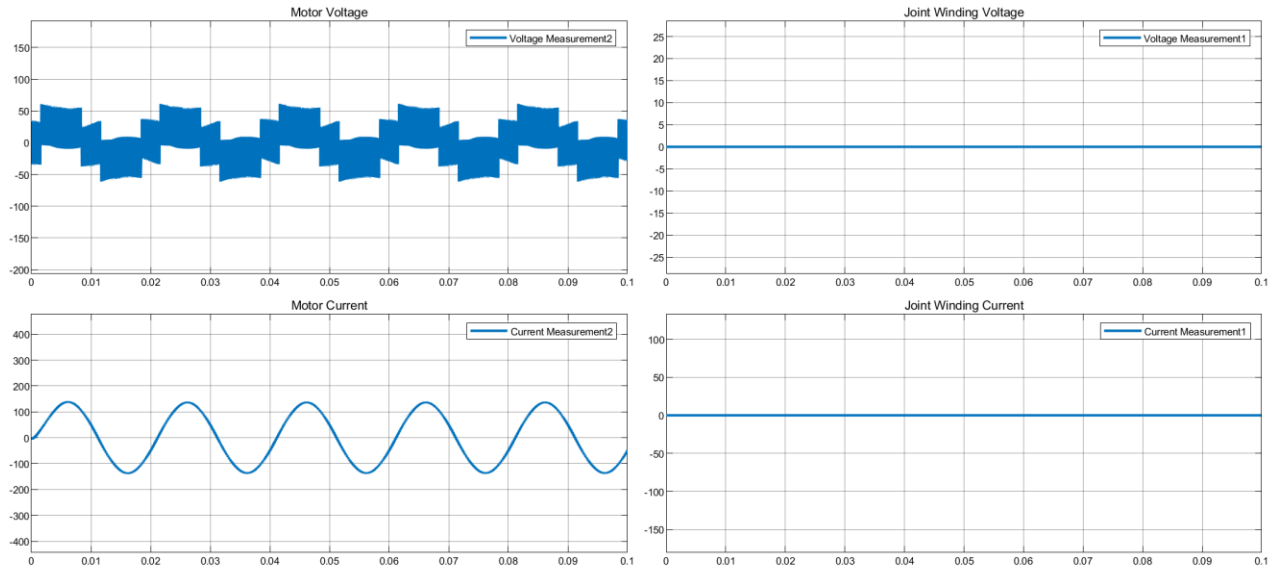 Motor Voltage
Voltage Measurement2
150
100
50
0
-50
-100
-150
-200
0 0.01 0.02 0.03 0.04 0.05 0.06 0.07 0.08 0.09 0.1
Joint Winding Voltage
Voltage Measurement1
25
20
15
10
5
0
-5
-10
-15
-20
-25
0 0.01 0.02 0.03 0.04 0.05 0.06 0.07 0.08 0.09 0.1
Motor Current
Current Measurement2
400
300
200
100
0
-100
-200
-300
-400
0 0.01 0.02 0.03 0.04 0.05 0.06 0.07 0.08 0.09 0.1
Joint Winding Current
Current Measurement1
100
50
0
-50
-100
-150
0 0.01 0.02 0.03 0.04 0.05 0.06 0.07 0.08 0.09 0.1